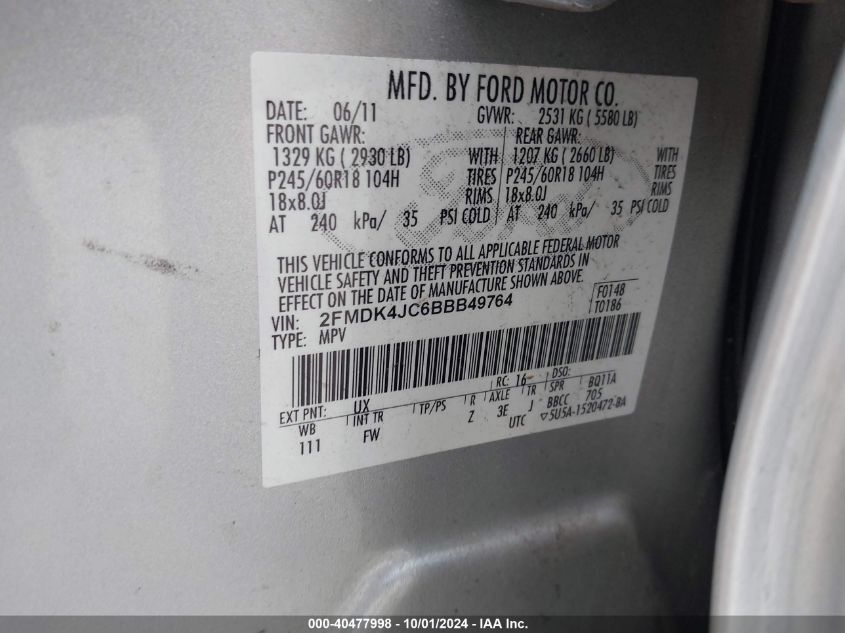 MFD. BY FORD MOTOR CO.
DATE: 06/11 GVWR: 2531 KG ( 5580 LB)
FRONT GAWR: REAR GAWR:
1329 KG ( 2930 LB) WITH 1207 KG ( 2660 LB) WITH
P245/60R18 104H TIRES P245/60R18 104H TIRES
18x8.0J RIMS 18x8.0J RIMS
AT 240 kPa/ 35 PSI COLD AT 240 kPa/ 35 PSI COLD
THIS VEHICLE CONFORMS TO ALL APPLICABLE FEDERAL MOTOR
VEHICLE SAFETY AND THEFT PREVENTION STANDARDS IN
EFFECT ON THE DATE OF MANUFACTURE SHOWN ABOVE.
VIN: 2FMDK4JC6BBB49764 F0148
TYPE: MPV T0186
EXT PNT: UX RC: 16 DSO:
WB INT TR TP/PS R AXLE TR SPR BQ11A
111 FW Z 3E J BBCC 705
UTC ▽5U5A-1520472-BA
000-40477998 - 10/01/2024 - IAA Inc.